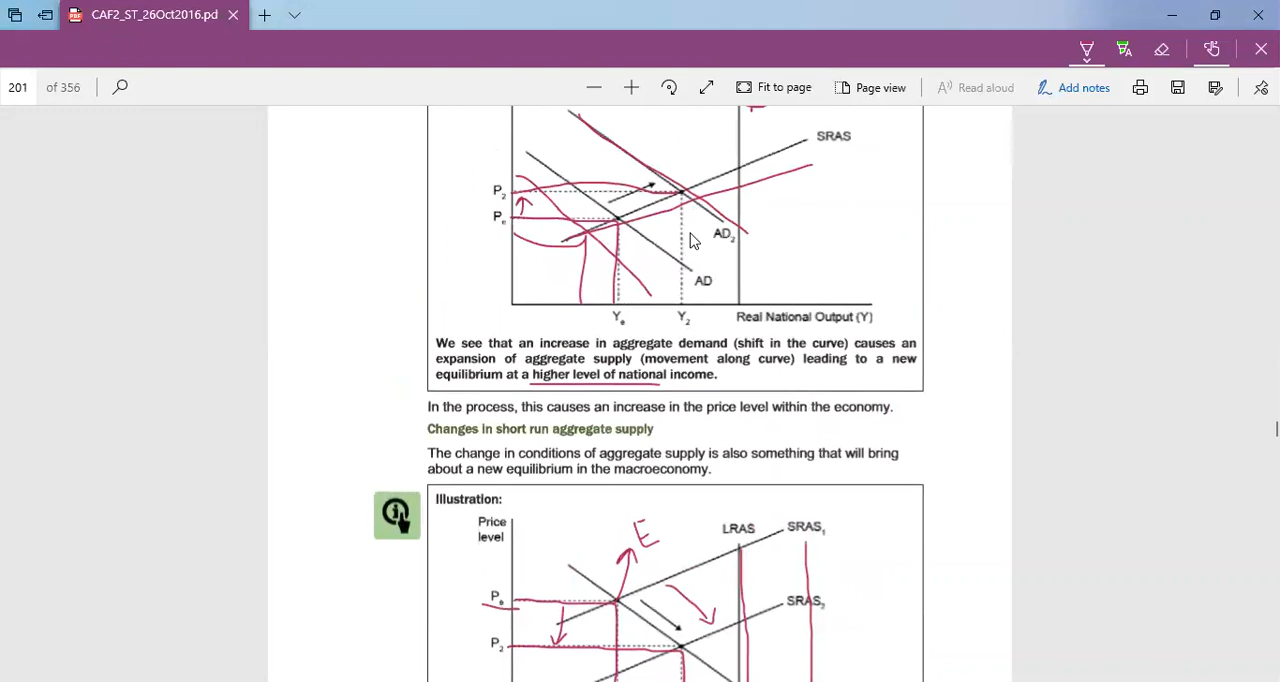 CAF2_ST_26Oct2016.pd
201 of 356
Fit to page
Page view
Read aloud
Add notes
SRAS
P2
Pe
AD2
AD
Ye Y2 Real National Output (Y)
We see that an increase in aggregate demand (shift in the curve) causes an
expansion of aggregate supply (movement along curve) leading to a new
equilibrium at a higher level of national income.
In the process, this causes an increase in the price level within the economy.
Changes in short run aggregate supply
The change in conditions of aggregate supply is also something that will bring
about a new equilibrium in the macroeconomy.
Illustration:
Price
level
E
LRAS
SRAS1
Pe
SRAS2
P2